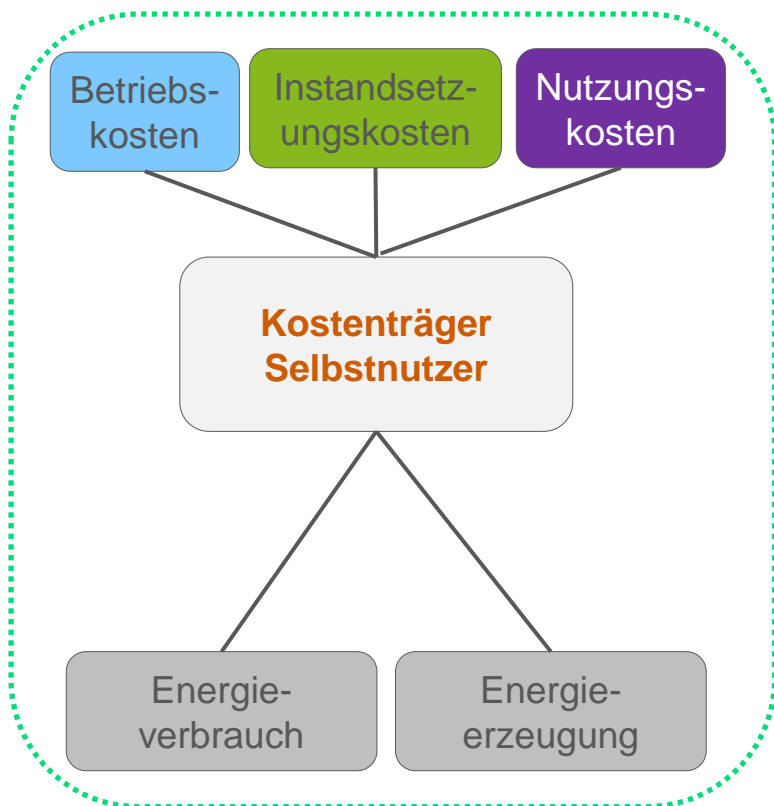 Betriebs-
kosten
Instandsetz-
ungskosten
Nutzungs-
kosten
Kostenträger
Selbstnutzer
Energie-
verbrauch
Energie-
erzeugung